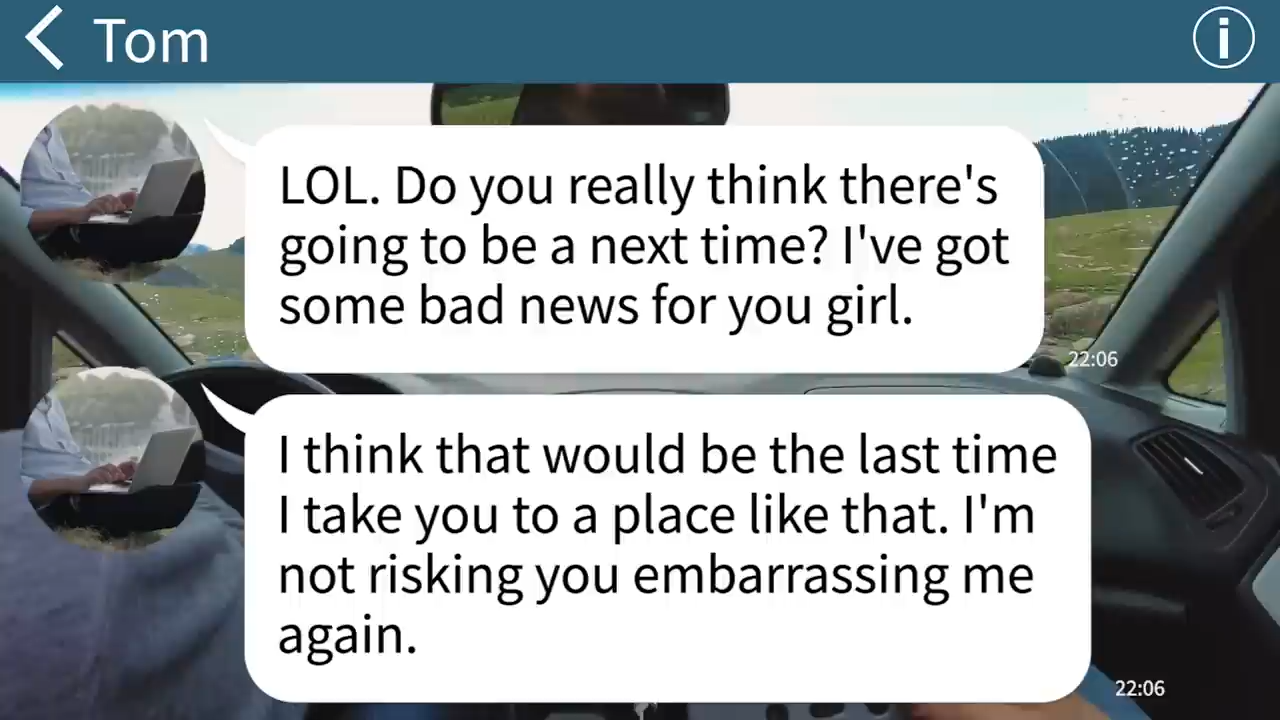 Tom
LOL. Do you really think there's
going to be a next time? I've got
some bad news for you girl.
22:06
I think that would be the last time
I take you to a place like that. I'm
not risking you embarrassing me
again.
22:06